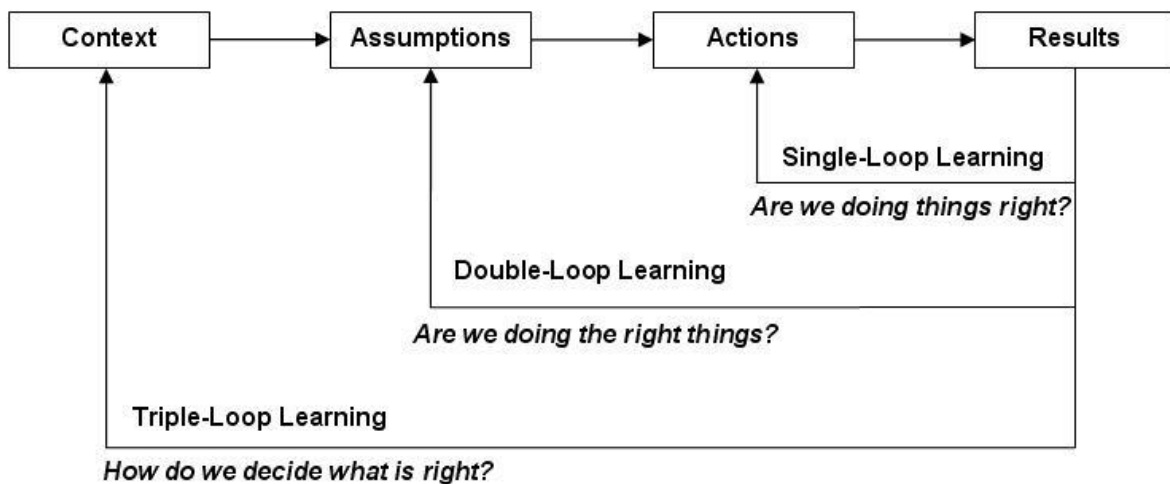 Context
Assumptions
Actions
Results
Single-Loop Learning
Are we doing things right?
Double-Loop Learning
Are we doing the right things?
Triple-Loop Learning
How do we decide what is right?